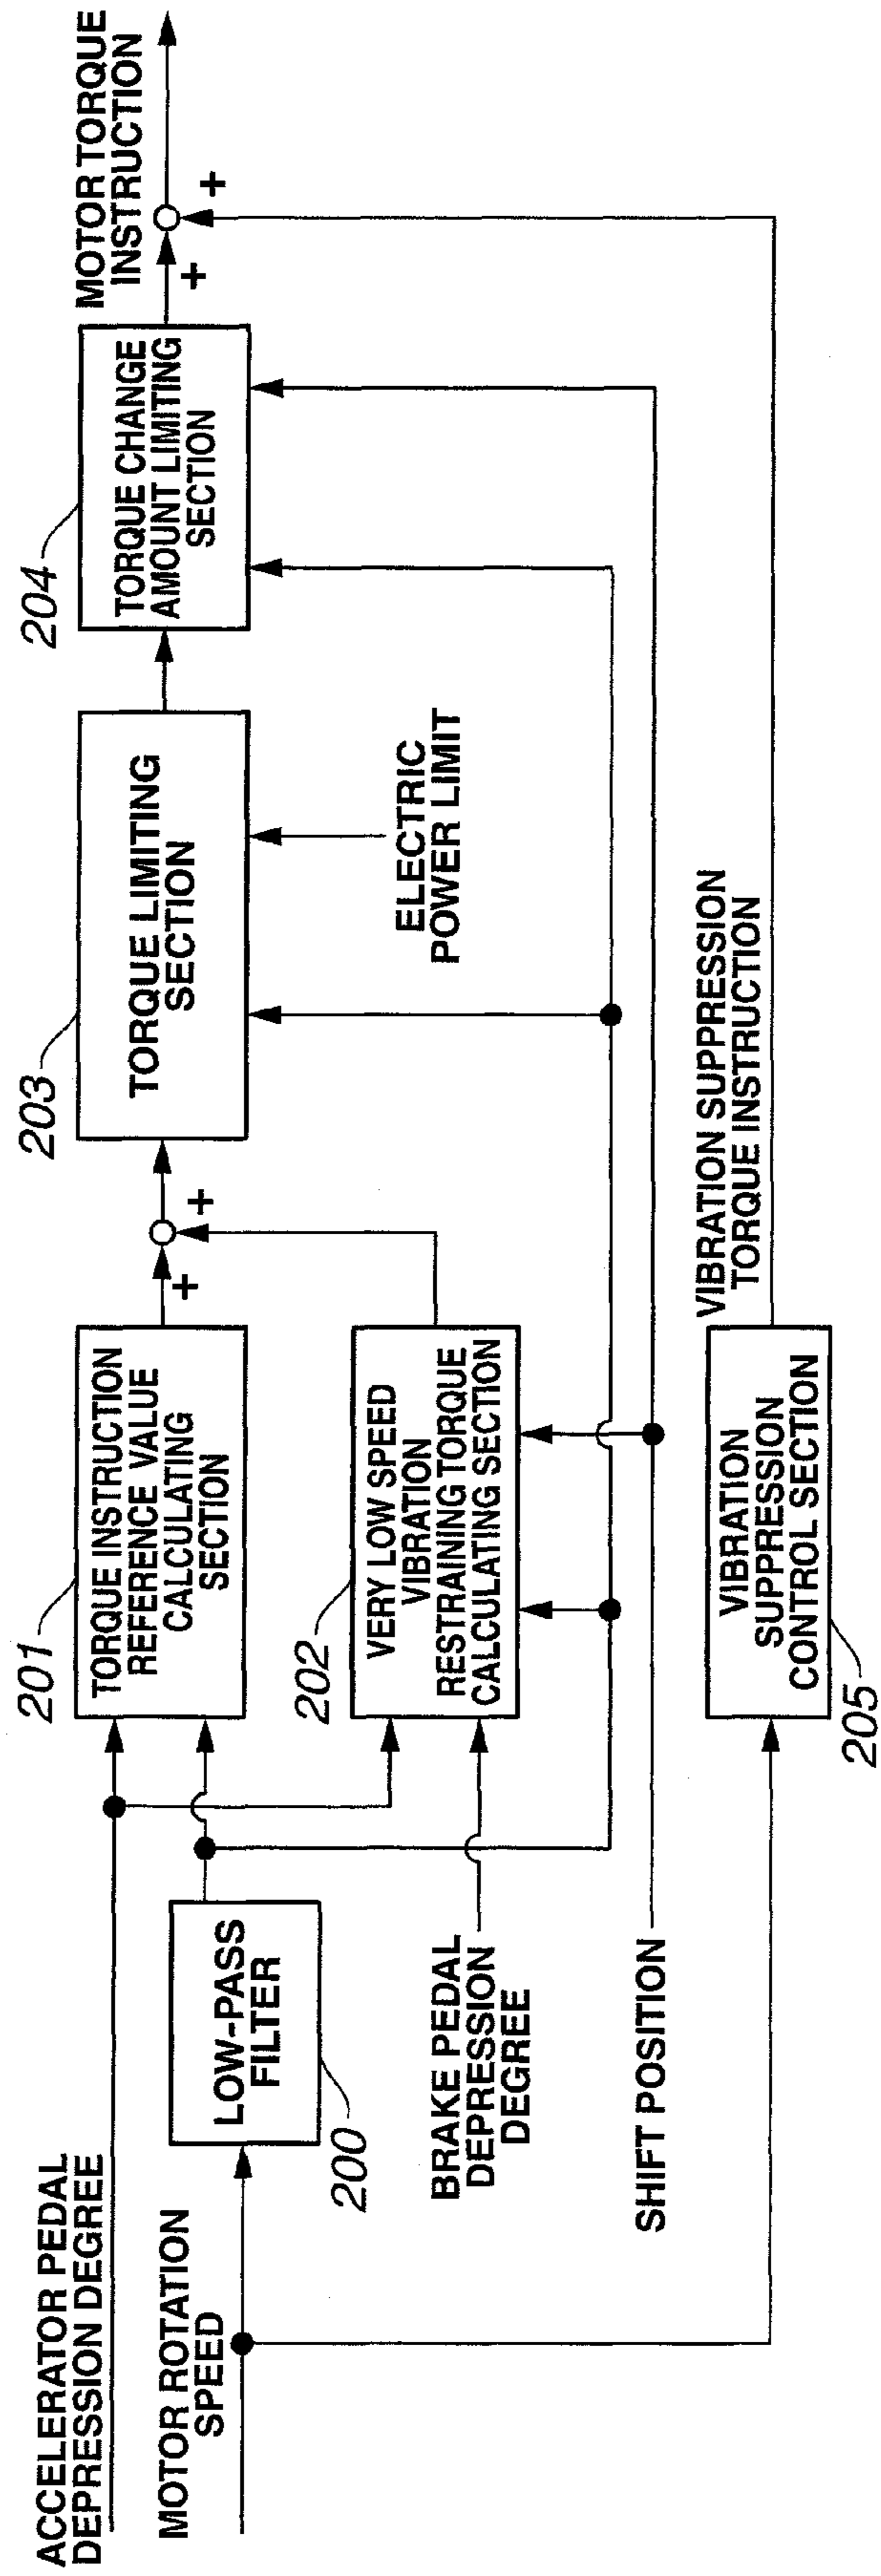 ACCELERATOR PEDAL
DEPRESSION DEGREE
MOTOR ROTATION
SPEED
LOW-PASS
FILTER
200
BRAKE PEDAL
DEPRESSION
DEGREE
SHIFT POSITION
201
TORQUE INSTRUCTION
REFERENCE VALUE
CALCULATING
SECTION
202
VERY LOW SPEED
VIBRATION
RESTRAINING TORQUE
CALCULATING SECTION
VIBRATION
SUPPRESSION
CONTROL SECTION
205
+
+
203
TORQUE LIMITING
SECTION
ELECTRIC
POWER LIMIT
VIBRATION SUPPRESSION
TORQUE INSTRUCTION
204
TORQUE CHANGE
AMOUNT LIMITING
SECTION
+
+
MOTOR TORQUE
INSTRUCTION